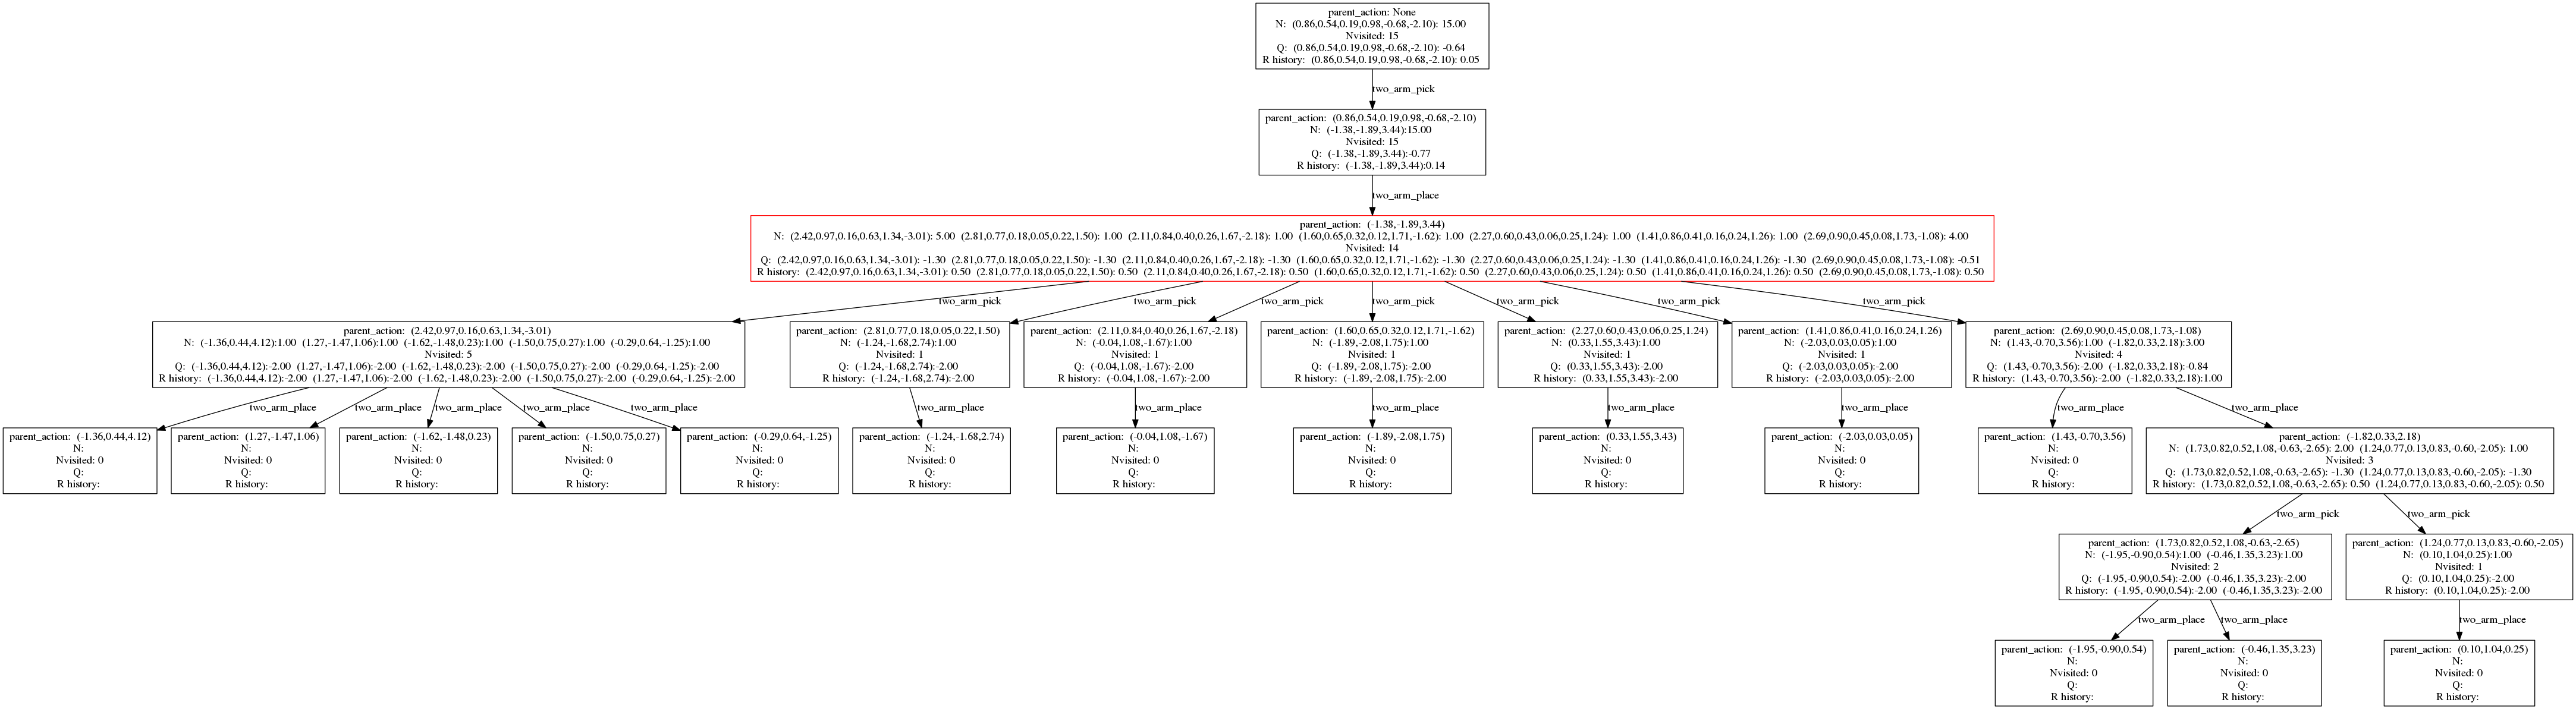 parent_action: None
N: (0.86,0.54,0.19,0.98,-0.68,-2.10): 15.00
Nvisited: 15
Q: (0.86,0.54,0.19,0.98,-0.68,-2.10): -0.64
R history: (0.86,0.54,0.19,0.98,-0.68,-2.10): 0.05
two_arm_pick
parent_action: (0.86,0.54,0.19,0.98,-0.68,-2.10)
N: (-1.38,-1.89,3.44):15.00
Nvisited: 15
Q: (-1.38,-1.89,3.44):-0.77
R history: (-1.38,-1.89,3.44):0.14
two_arm_place
parent_action: (-1.38,-1.89,3.44)
N: (2.42,0.97,0.16,0.63,1.34,-3.01): 5.00 (2.81,0.77,0.18,0.05,0.22,1.50): 1.00 (2.11,0.84,0.40,0.26,1.67,-2.18): 1.00 (1.60,0.65,0.32,0.12,1.71,-1.62): 1.00 (2.27,0.60,0.43,0.06,0.25,1.24): 1.00 (1.41,0.86,0.41,0.16,0.24,1.26): 1.00 (2.69,0.90,0.45,0.08,1.73,-1.08): 4.00
Nvisited: 14
Q: (2.42,0.97,0.16,0.63,1.34,-3.01): -1.30 (2.81,0.77,0.18,0.05,0.22,1.50): -1.30 (2.11,0.84,0.40,0.26,1.67,-2.18): -1.30 (1.60,0.65,0.32,0.12,1.71,-1.62): -1.30 (2.27,0.60,0.43,0.06,0.25,1.24): -1.30 (1.41,0.86,0.41,0.16,0.24,1.26): -1.30 (2.69,0.90,0.45,0.08,1.73,-1.08): -0.51
R history: (2.42,0.97,0.16,0.63,1.34,-3.01): 0.50 (2.81,0.77,0.18,0.05,0.22,1.50): 0.50 (2.11,0.84,0.40,0.26,1.67,-2.18): 0.50 (1.60,0.65,0.32,0.12,1.71,-1.62): 0.50 (2.27,0.60,0.43,0.06,0.25,1.24): 0.50 (1.41,0.86,0.41,0.16,0.24,1.26): 0.50 (2.69,0.90,0.45,0.08,1.73,-1.08): 0.50
two_arm_pick
two_arm_pick
two_arm_pick
two_arm_pick
two_arm_pick
two_arm_pick
two_arm_pick
parent_action: (2.42,0.97,0.16,0.63,1.34,-3.01)
N: (-1.36,0.44,4.12):1.00 (1.27,-1.47,1.06):1.00 (-1.62,-1.48,0.23):1.00 (-1.50,0.75,0.27):1.00 (-0.29,0.64,-1.25):1.00
Nvisited: 5
Q: (-1.36,0.44,4.12):-2.00 (1.27,-1.47,1.06):-2.00 (-1.62,-1.48,0.23):-2.00 (-1.50,0.75,0.27):-2.00 (-0.29,0.64,-1.25):-2.00
R history: (-1.36,0.44,4.12):-2.00 (1.27,-1.47,1.06):-2.00 (-1.62,-1.48,0.23):-2.00 (-1.50,0.75,0.27):-2.00 (-0.29,0.64,-1.25):-2.00
parent_action: (2.81,0.77,0.18,0.05,0.22,1.50)
N: (-1.24,-1.68,2.74):1.00
Nvisited: 1
Q: (-1.24,-1.68,2.74):-2.00
R history: (-1.24,-1.68,2.74):-2.00
parent_action: (2.11,0.84,0.40,0.26,1.67,-2.18)
N: (-0.04,1.08,-1.67):1.00
Nvisited: 1
Q: (-0.04,1.08,-1.67):-2.00
R history: (-0.04,1.08,-1.67):-2.00
parent_action: (1.60,0.65,0.32,0.12,1.71,-1.62)
N: (-1.89,-2.08,1.75):1.00
Nvisited: 1
Q: (-1.89,-2.08,1.75):-2.00
R history: (-1.89,-2.08,1.75):-2.00
parent_action: (2.27,0.60,0.43,0.06,0.25,1.24)
N: (0.33,1.55,3.43):1.00
Nvisited: 1
Q: (0.33,1.55,3.43):-2.00
R history: (0.33,1.55,3.43):-2.00
parent_action: (1.41,0.86,0.41,0.16,0.24,1.26)
N: (-2.03,0.03,0.05):1.00
Nvisited: 1
Q: (-2.03,0.03,0.05):-2.00
R history: (-2.03,0.03,0.05):-2.00
parent_action: (2.69,0.90,0.45,0.08,1.73,-1.08)
N: (1.43,-0.70,3.56):1.00 (-1.82,0.33,2.18):3.00
Nvisited: 4
Q: (1.43,-0.70,3.56):-2.00 (-1.82,0.33,2.18):-0.84
R history: (1.43,-0.70,3.56):-2.00 (-1.82,0.33,2.18):1.00
two_arm_place
two_arm_place
two_arm_place
two_arm_place
two_arm_place
two_arm_place
two_arm_place
two_arm_place
two_arm_place
two_arm_place
two_arm_place
two_arm_place
parent_action: (-1.36,0.44,4.12)
N:
Nvisited: 0
Q:
R history:
parent_action: (1.27,-1.47,1.06)
N:
Nvisited: 0
Q:
R history:
parent_action: (-1.62,-1.48,0.23)
N:
Nvisited: 0
Q:
R history:
parent_action: (-1.50,0.75,0.27)
N:
Nvisited: 0
Q:
R history:
parent_action: (-0.29,0.64,-1.25)
N:
Nvisited: 0
Q:
R history:
parent_action: (-1.24,-1.68,2.74)
N:
Nvisited: 0
Q:
R history:
parent_action: (-0.04,1.08,-1.67)
N:
Nvisited: 0
Q:
R history:
parent_action: (-1.89,-2.08,1.75)
N:
Nvisited: 0
Q:
R history:
parent_action: (0.33,1.55,3.43)
N:
Nvisited: 0
Q:
R history:
parent_action: (-2.03,0.03,0.05)
N:
Nvisited: 0
Q:
R history:
parent_action: (1.43,-0.70,3.56)
N:
Nvisited: 0
Q:
R history:
parent_action: (-1.82,0.33,2.18)
N: (1.73,0.82,0.52,1.08,-0.63,-2.65): 2.00 (1.24,0.77,0.13,0.83,-0.60,-2.05): 1.00
Nvisited: 3
Q: (1.73,0.82,0.52,1.08,-0.63,-2.65): -1.30 (1.24,0.77,0.13,0.83,-0.60,-2.05): -1.30
R history: (1.73,0.82,0.52,1.08,-0.63,-2.65): 0.50 (1.24,0.77,0.13,0.83,-0.60,-2.05): 0.50
two_arm_pick
two_arm_pick
parent_action: (1.73,0.82,0.52,1.08,-0.63,-2.65)
N: (-1.95,-0.90,0.54):1.00 (-0.46,1.35,3.23):1.00
Nvisited: 2
Q: (-1.95,-0.90,0.54):-2.00 (-0.46,1.35,3.23):-2.00
R history: (-1.95,-0.90,0.54):-2.00 (-0.46,1.35,3.23):-2.00
parent_action: (1.24,0.77,0.13,0.83,-0.60,-2.05)
N: (0.10,1.04,0.25):1.00
Nvisited: 1
Q: (0.10,1.04,0.25):-2.00
R history: (0.10,1.04,0.25):-2.00
two_arm_place
two_arm_place
two_arm_place
parent_action: (-1.95,-0.90,0.54)
N:
Nvisited: 0
Q:
R history:
parent_action: (-0.46,1.35,3.23)
N:
Nvisited: 0
Q:
R history:
parent_action: (0.10,1.04,0.25)
N:
Nvisited: 0
Q:
R history: